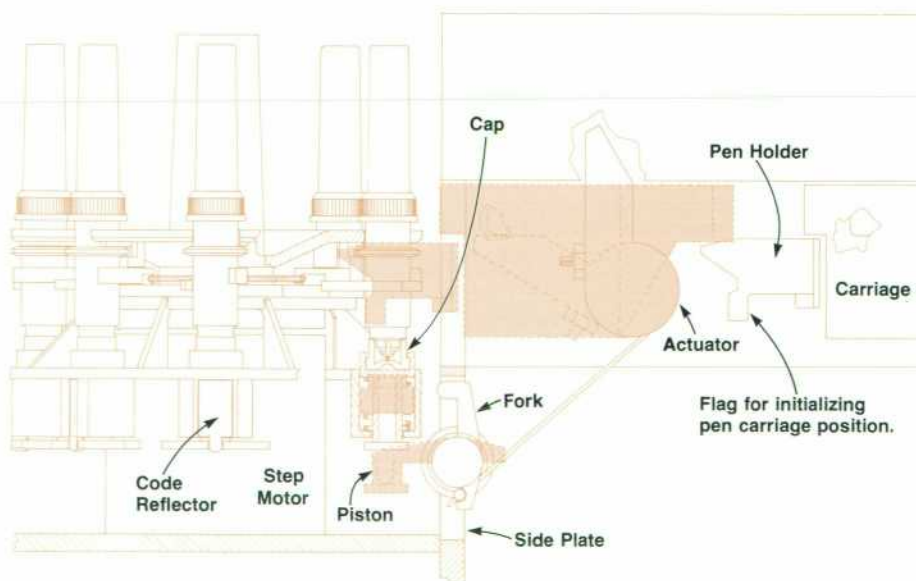 Cap
Pen Holder
Carriage
Actuator
Fork
Flag for initializing
pen carriage position.
Code
Reflector
Step
Motor
Piston
Side Plate